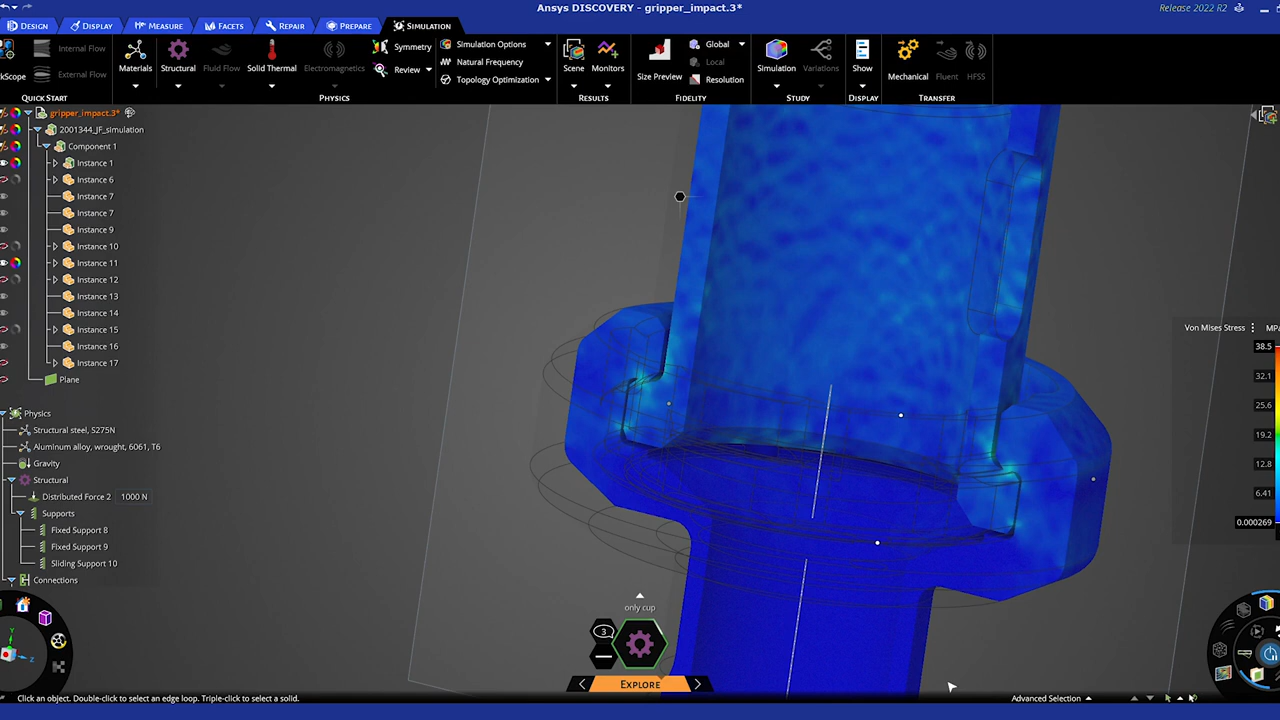 Ansys DISCOVERY - gripper_impact.3*
Release 2022 R2
DESIGN
DISPLAY
MEASURE
FACETS
REPAIR
PREPARE
SIMULATION
Internal Flow
External Flow
QUICK START
Materials
Structural
Fluid Flow
Solid Thermal
Electromagnetics
Symmetry
Review
Simulation Options
Natural Frequency
Topology Optimization
PHYSICS
Scene
Monitors
RESULTS
Size Preview
Global
Local
Resolution
FIDELITY
Simulation
Variations
STUDY
Show
DISPLAY
Mechanical
Fluent
HFSS
TRANSFER
gripper_impact.3*
2001344_JF_simulation
Component 1
Instance 1
Instance 6
Instance 7
Instance 7
Instance 9
Instance 10
Instance 11
Instance 12
Instance 13
Instance 14
Instance 15
Instance 16
Instance 17
Plane
Physics
Structural steel, S275N
Aluminum alloy, wrought, 6061, T6
Gravity
Structural
Distributed Force 2 1000 N
Supports
Fixed Support 8
Fixed Support 9
Sliding Support 10
Connections
Von Mises Stress
38.5
32.1
25.6
19.2
12.8
6.41
0.000269
only cup
3
EXPLORE
Y
Z
Click an object. Double-click to select an edge loop. Triple-click to select a solid.
Advanced Selection